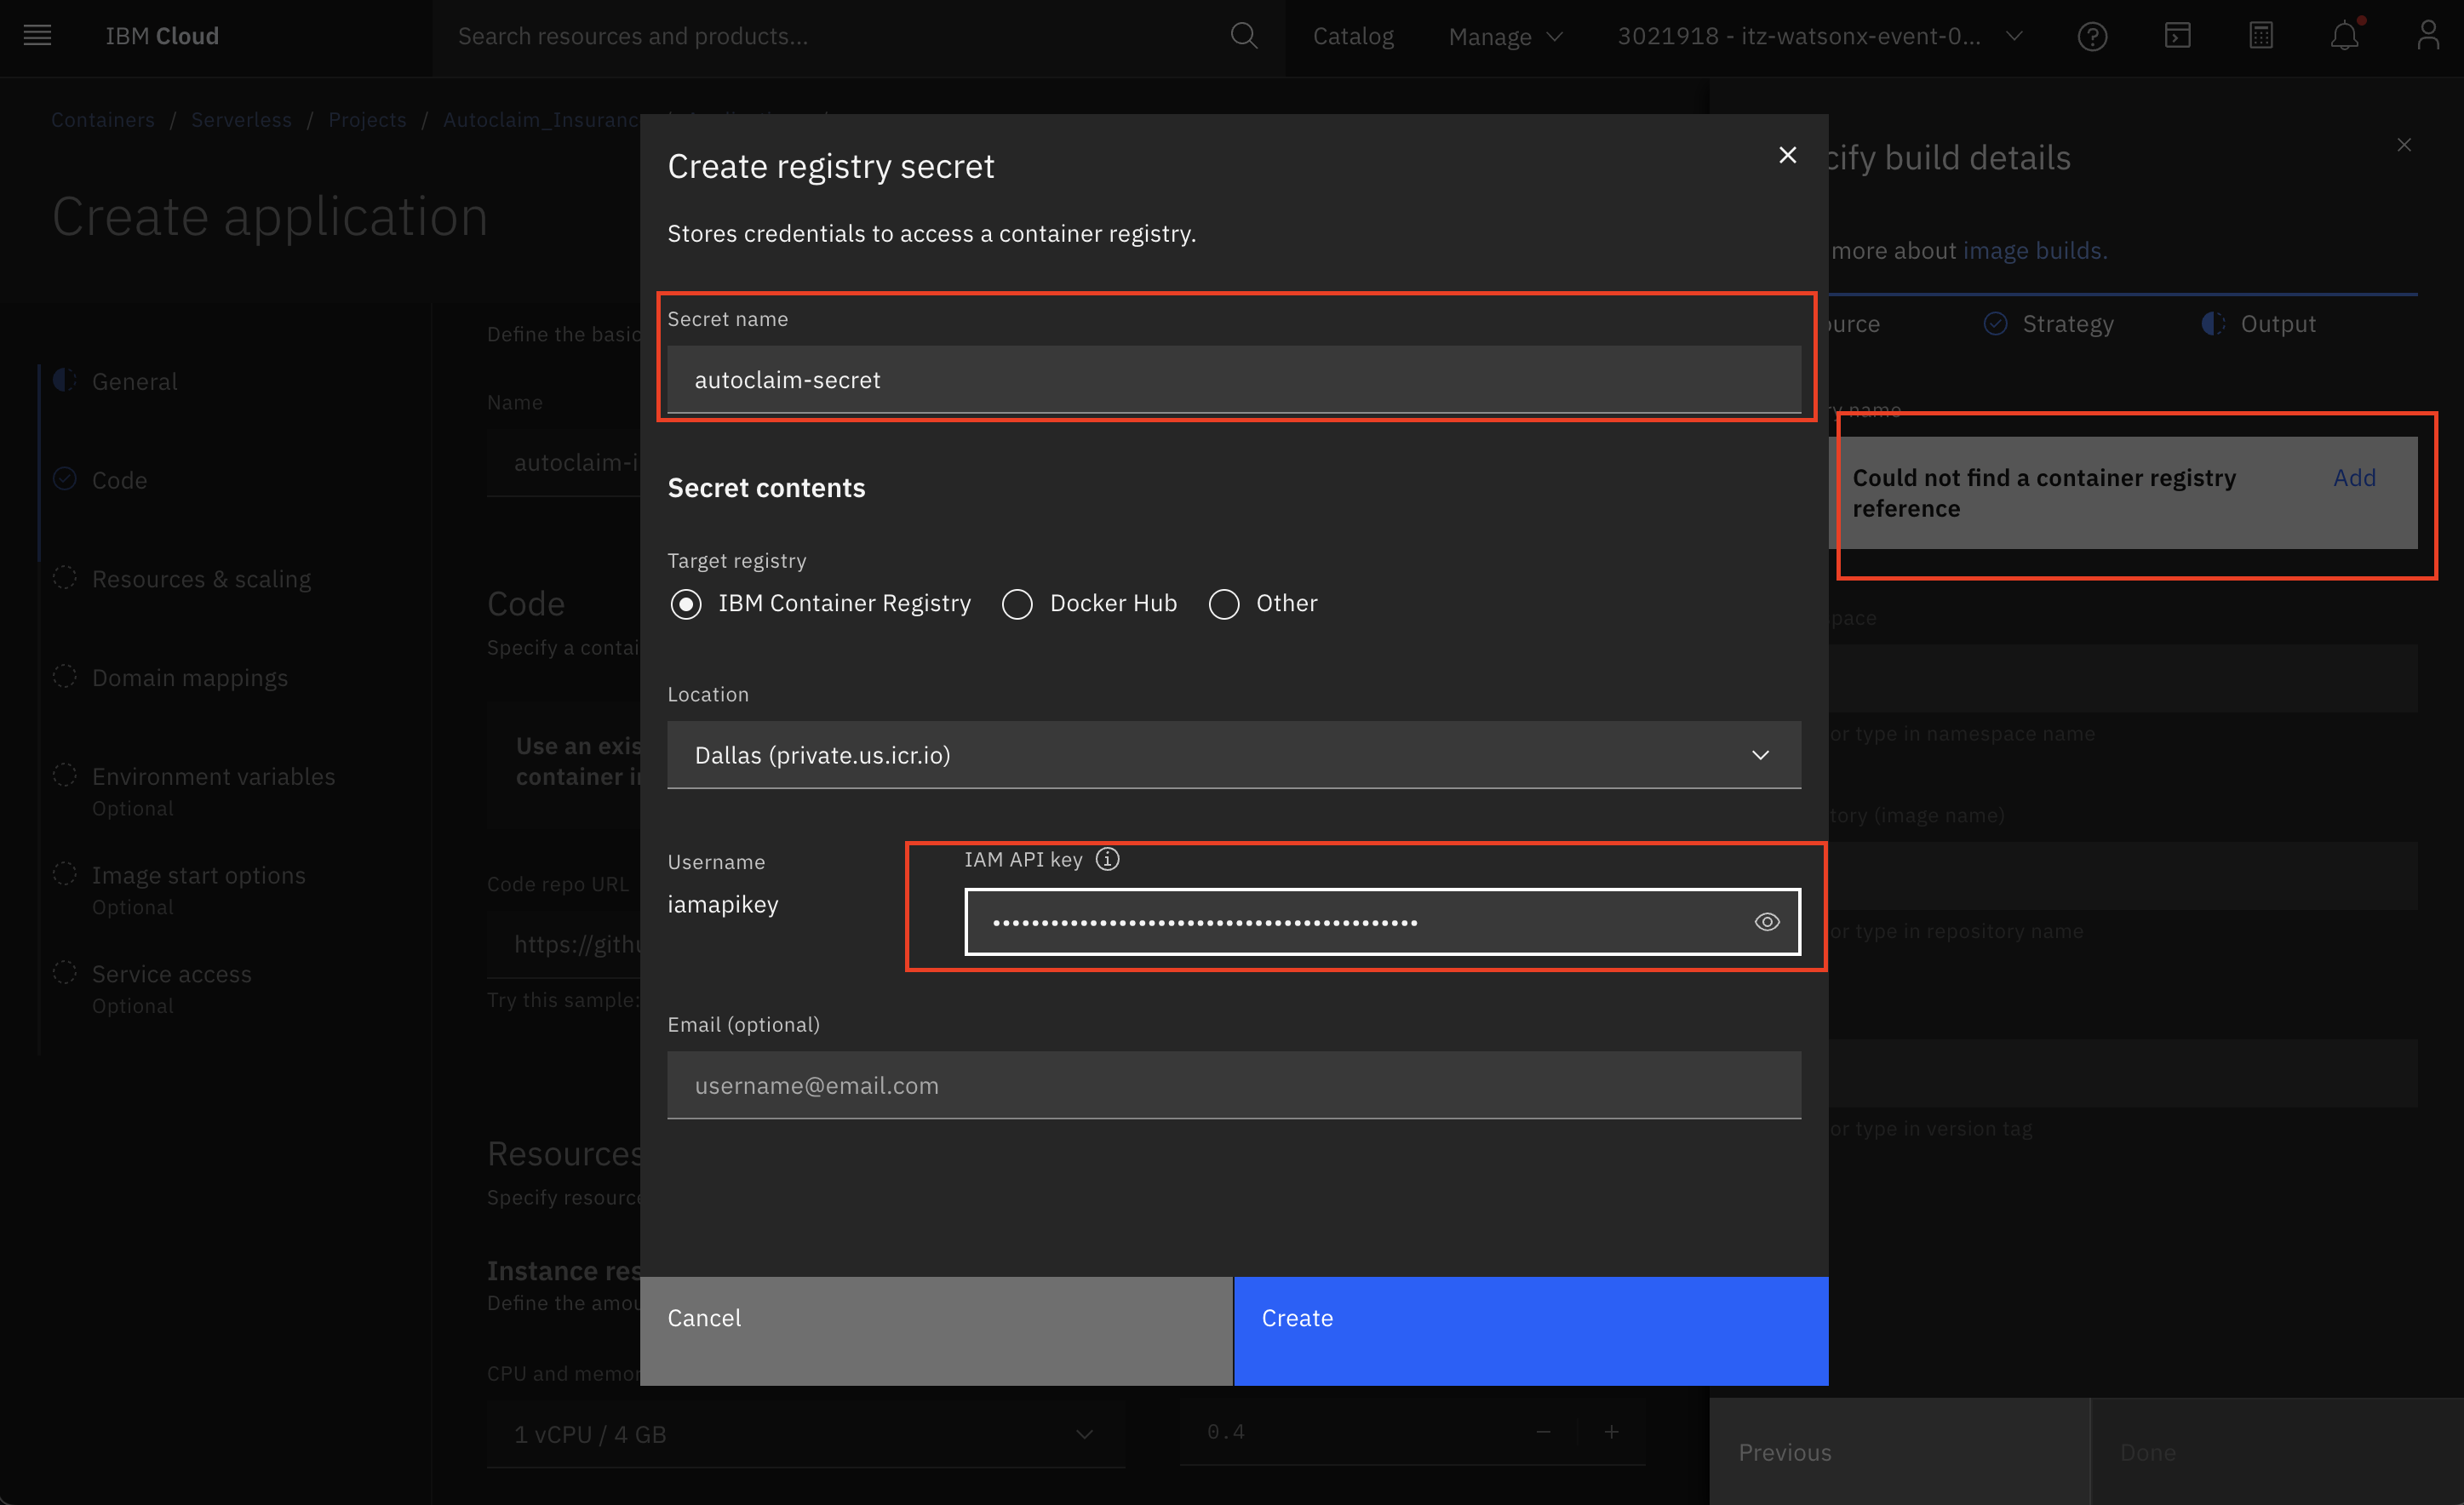 IBM Cloud
Search resources and products...
Catalog
Manage
3021918 - itz-watsonx-event-0...
Containers / Serverless / Projects / Autoclaim_Insuranc
Create application
General
Code
Resources & scaling
Domain mappings
Environment variables
Optional
Image start options
Optional
Service access
Optional
Define the basic
Name
autoclaim-i
Code
Specify a contai
Use an exis
container i
Code repo URL
https://githu
Try this sample:
Resources
Specify resource
Instance res
Define the amou
CPU and memor
1 vCPU / 4 GB
0.4
Create registry secret
Stores credentials to access a container registry.
Secret name
autoclaim-secret
Secret contents
Target registry
IBM Container Registry
Docker Hub
Other
Location
Dallas (private.us.icr.io)
Username
iamapikey
IAM API key
••••••••••••••••••••••••••••••••••••••••••••
Email (optional)
username@email.com
Cancel
Create
cify build details
more about image builds.
ource
Strategy
Output
ry name
Could not find a container registry
reference
Add
pace
or type in namespace name
tory (image name)
or type in repository name
or type in version tag
Previous
Done